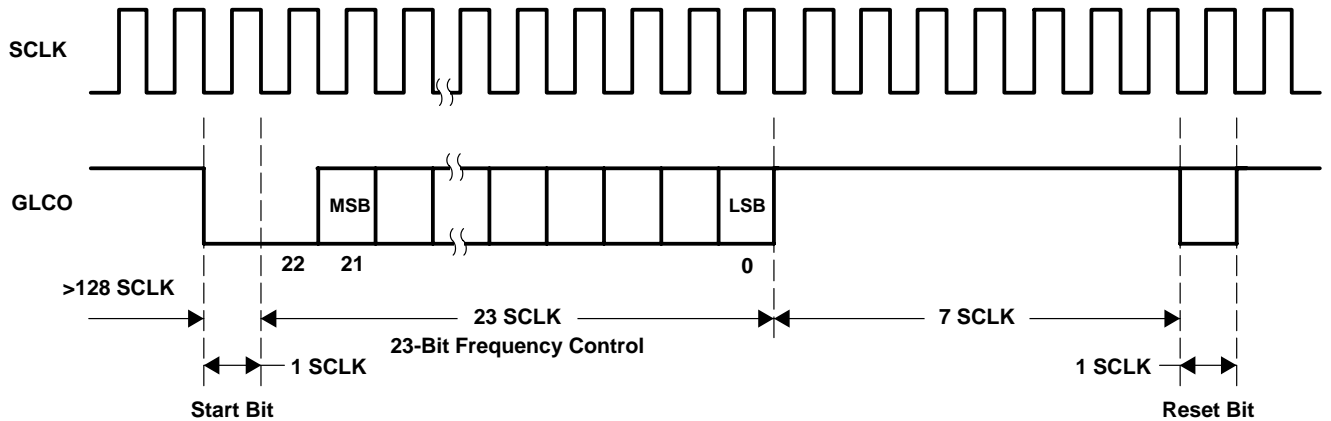 SCLK
GLCO
MSB
LSB
22
21
0
>128 SCLK
23 SCLK
7 SCLK
23-Bit Frequency Control
1 SCLK
1 SCLK
Start Bit
Reset Bit